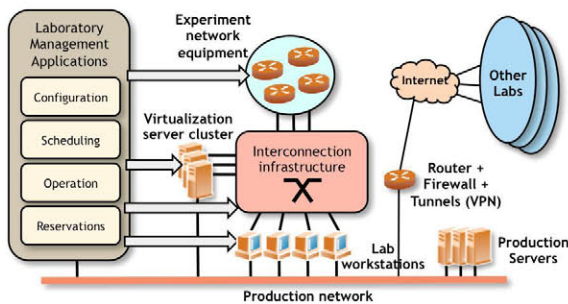 Laboratory
Management
Applications
Configuration
Scheduling
Operation
Reservations
Experiment
network
equipment
Virtualization
server cluster
Interconnection
infrastructure
Internet
Other
Labs
Router +
Firewall +
Tunnels (VPN)
Lab
workstations
Production
Servers
Production network